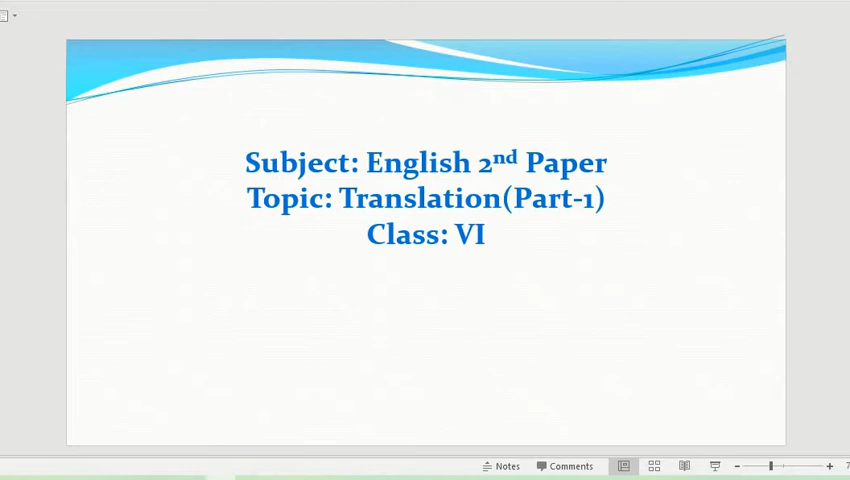 Subject: English 2nd Paper
Topic: Translation(Part-1)
Class: VI
Notes Comments